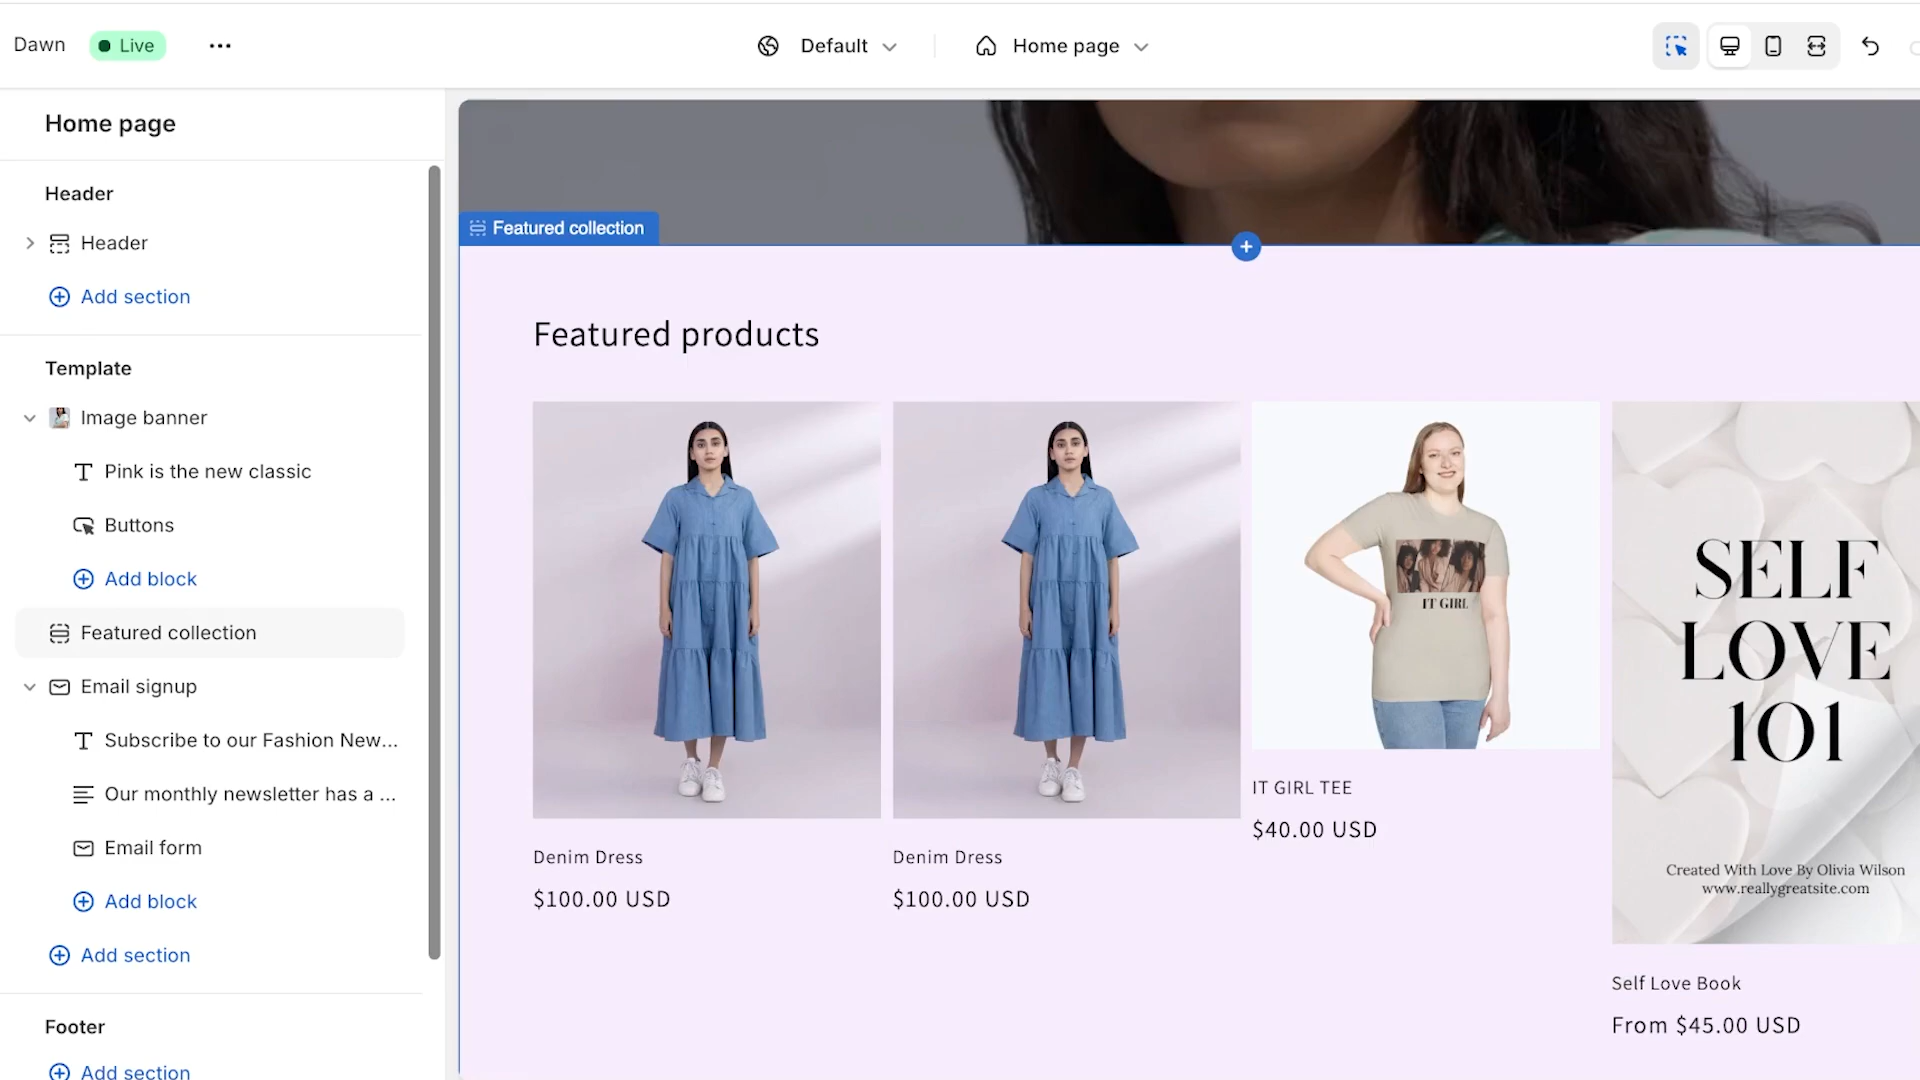 Dawn
Live
Default
Home page
Home page
Header
Header
Add section
Template
Image banner
Pink is the new classic
Buttons
Add block
Featured collection
Email signup
Subscribe to our Fashion New...
Our monthly newsletter has a ...
Email form
Add block
Add section
Footer
Add section
Featured collection
Featured products
Denim Dress
$100.00 USD
Denim Dress
$100.00 USD
IT GIRL
IT GIRL TEE
$40.00 USD
SELF
LOVE
101
Created With Love By Olivia Wilson
www.reallygreatsite.com
Self Love Book
From $45.00 USD